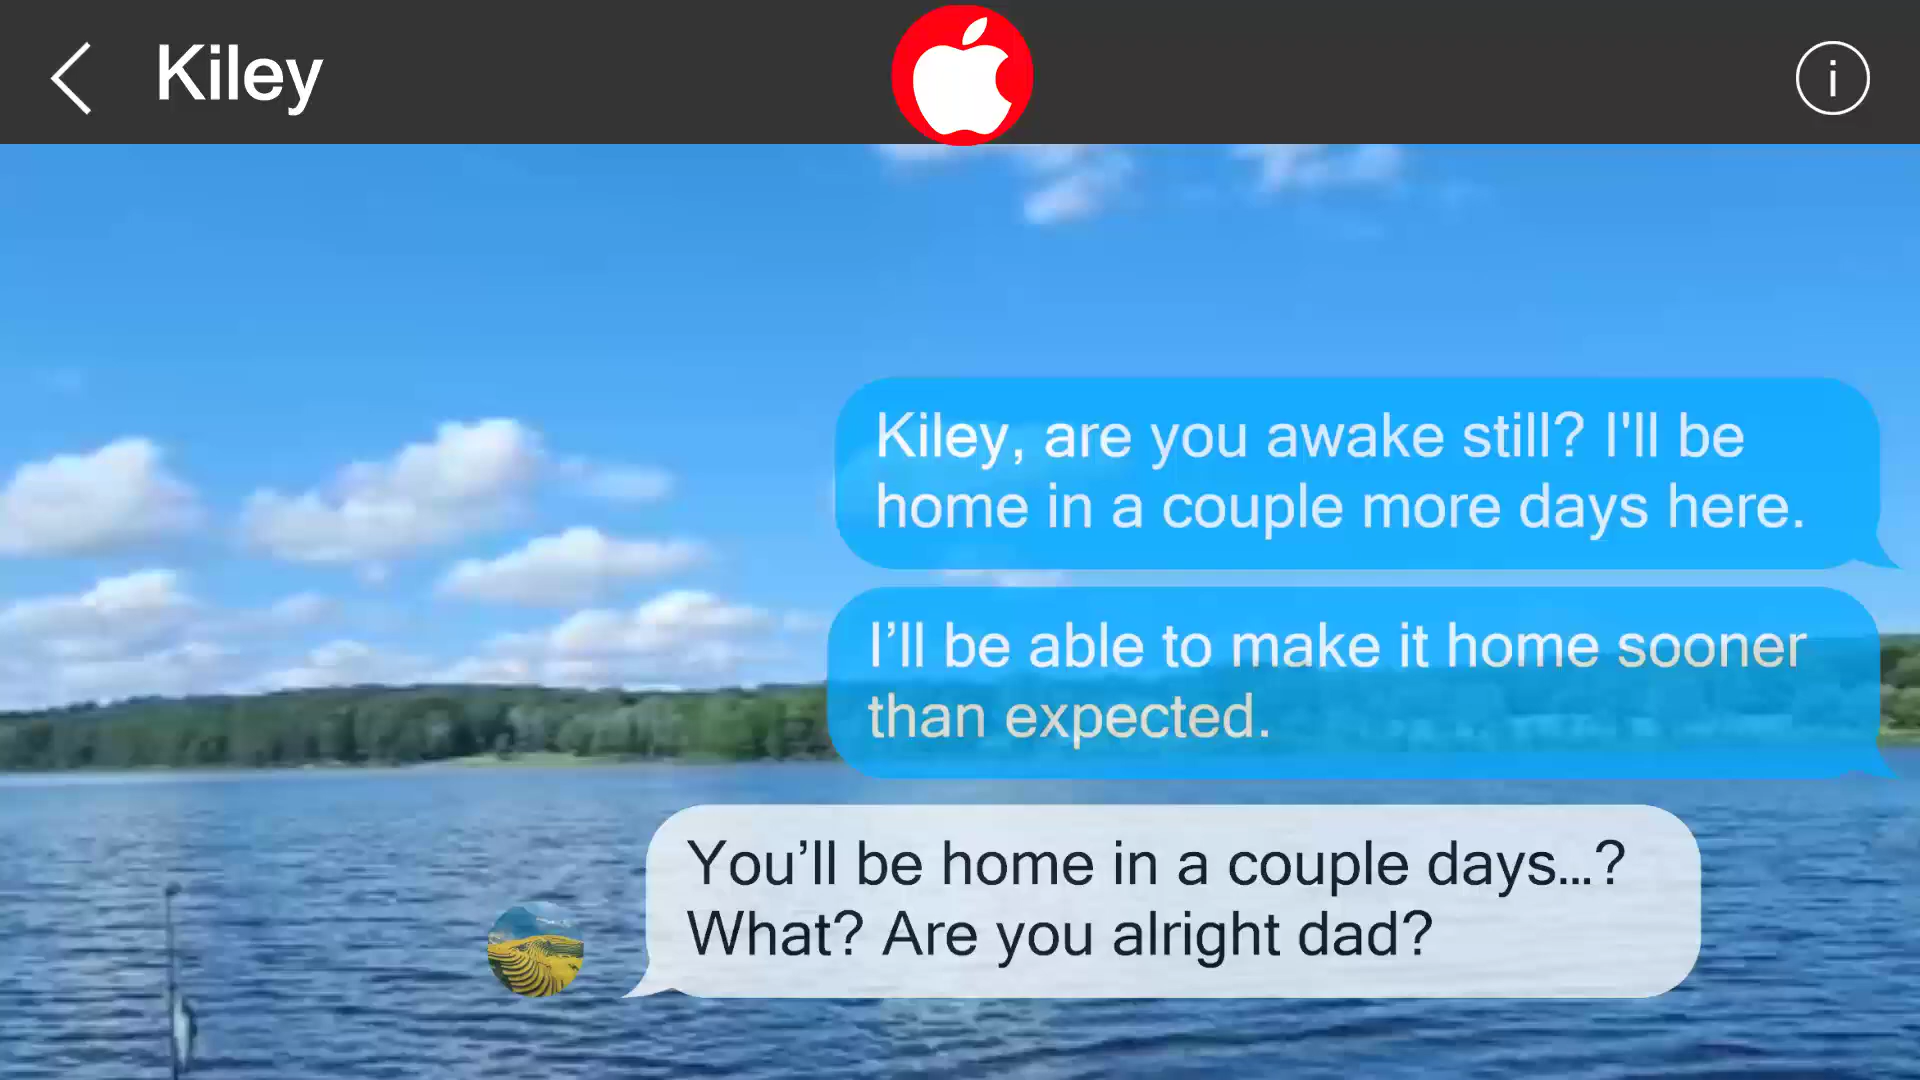 Kiley
i
Kiley, are you awake still? I'll be
home in a couple more days here.
I’ll be able to make it home sooner
than expected.
You’ll be home in a couple days...?
What? Are you alright dad?